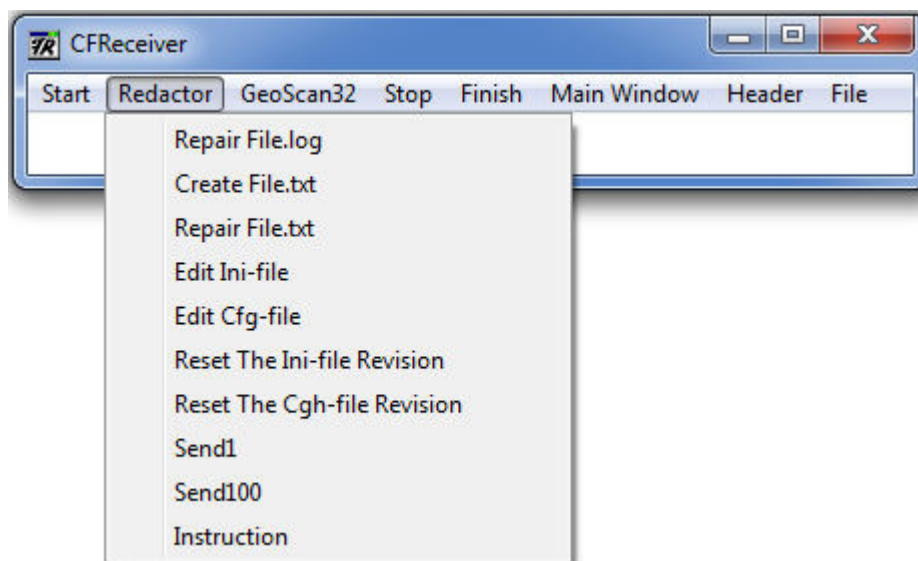 CFReceiver
Start Redactor GeoScan32 Stop Finish Main Window Header File
Repair File.log
Create File.txt
Repair File.txt
Edit Ini-file
Edit Cfg-file
Reset The Ini-file Revision
Reset The Cgh-file Revision
Send1
Send100
Instruction